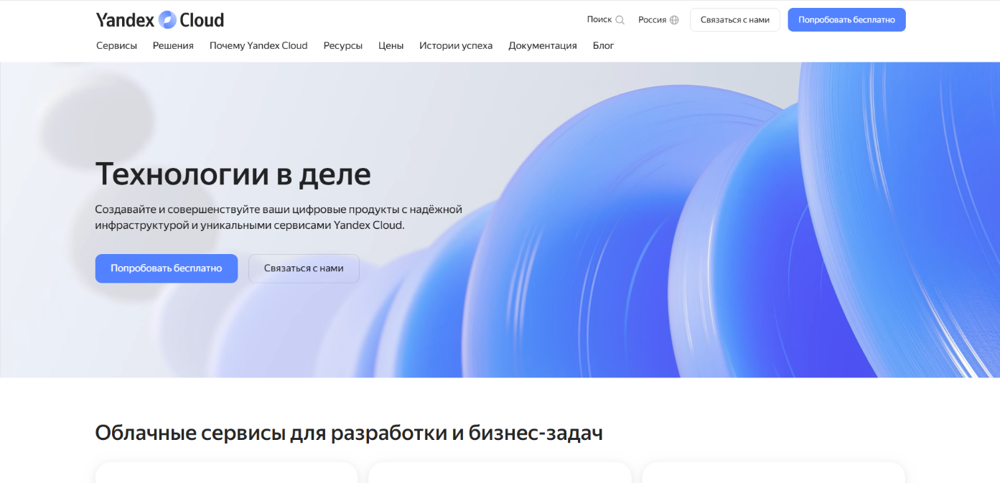 Yandex Cloud
Поиск
Россия
Связаться с нами
Попробовать бесплатно
Сервисы
Решения
Почему Yandex Cloud
Ресурсы
Цены
Истории успеха
Документация
Блог
Технологии в деле
Создавайте и совершенствуйте ваши цифровые продукты с надёжной
инфраструктурой и уникальными сервисами Yandex Cloud.
Попробовать бесплатно
Связаться с нами
Облачные сервисы для разработки и бизнес-задач